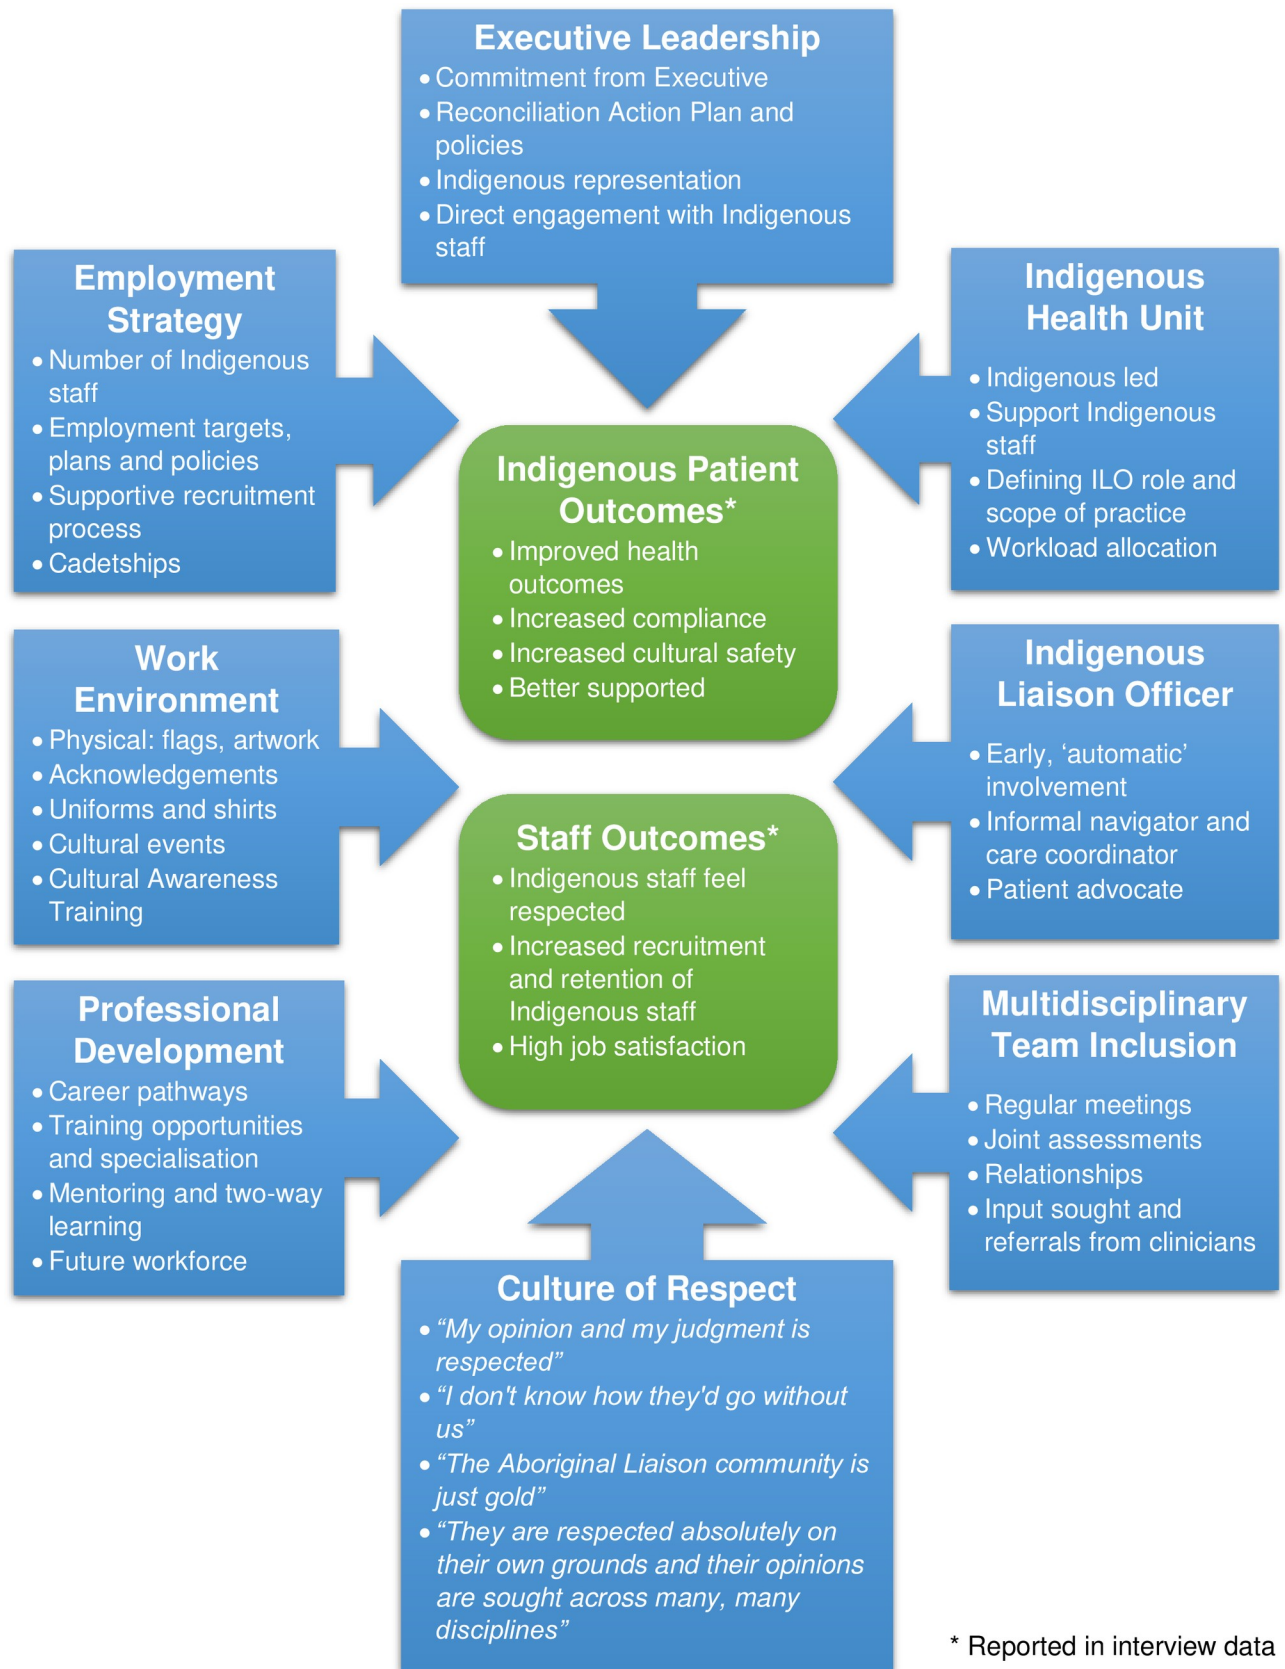 Executive Leadership
• Commitment from Executive
• Reconciliation Action Plan and
policies
• Indigenous representation
• Direct engagement with Indigenous
staff
Employment
Strategy
• Number of Indigenous
staff
• Employment targets,
plans and policies
• Supportive recruitment
process
• Cadetships
Indigenous
Health Unit
• Indigenous led
• Support Indigenous
staff
• Defining ILO role and
scope of practice
• Workload allocation
Indigenous Patient
Outcomes*
• Improved health
outcomes
• Increased compliance
• Increased cultural safety
• Better supported
Work
Environment
• Physical: flags, artwork
• Acknowledgements
• Uniforms and shirts
• Cultural events
• Cultural Awareness
Training
Indigenous
Liaison Officer
• Early, ‘automatic’
involvement
• Informal navigator and
care coordinator
• Patient advocate
Staff Outcomes*
• Indigenous staff feel
respected
• Increased recruitment
and retention of
Indigenous staff
• High job satisfaction
Professional
Development
• Career pathways
• Training opportunities
and specialisation
• Mentoring and two-way
learning
• Future workforce
Multidisciplinary
Team Inclusion
• Regular meetings
• Joint assessments
• Relationships
• Input sought and
referrals from clinicians
Culture of Respect
• “My opinion and my judgment is
respected”
• “I don't know how they'd go without
us”
• “The Aboriginal Liaison community is
just gold”
• “They are respected absolutely on
their own grounds and their opinions
are sought across many, many
disciplines”
* Reported in interview data